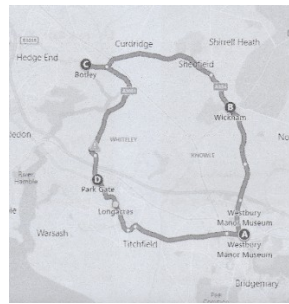 Curdridge
Shirrell Heath
Hedge End
C
Botley
Shedfield
B
Wickham
WHITELEY
KNOWLE
River
Hamble
D
Park Gate
Longacres
Westbury
Manor Museum
A
Westbury
Manor Museum
Warsash
Titchfield
Bridgemary